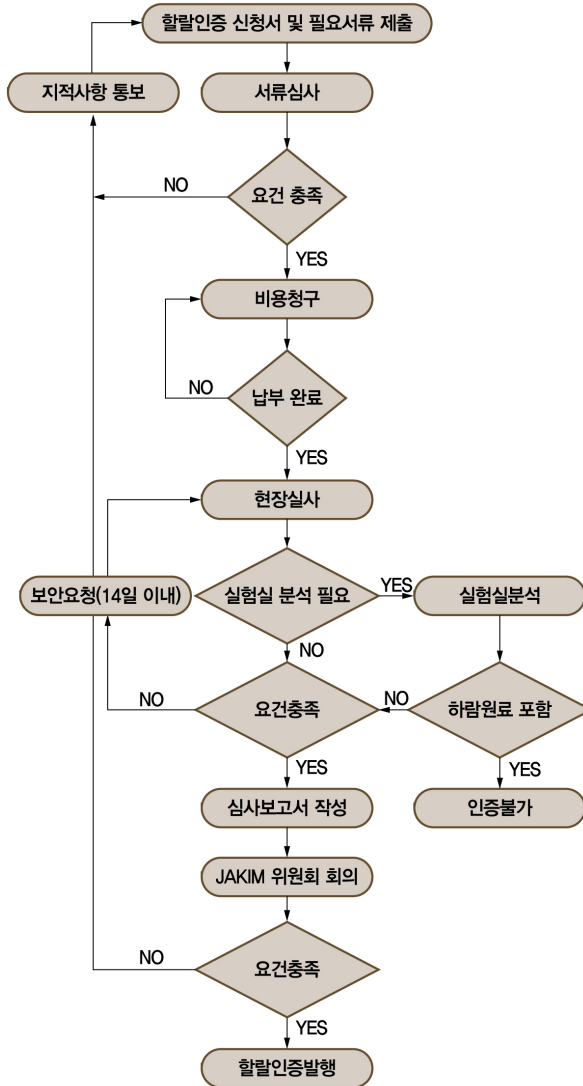 할랄인증 신청서 및 필요서류 제출
지적사항 통보
서류심사
NO
요건 충족
YES
비용청구
NO
납부 완료
YES
현장실사
보안요청(14일 이내)
실험실 분석 필요
YES
실험실분석
NO
NO
요건충족
NO
하람원료 포함
YES
YES
심사보고서 작성
인증불가
JAKIM 위원회 회의
NO
요건충족
YES
할랄인증발행